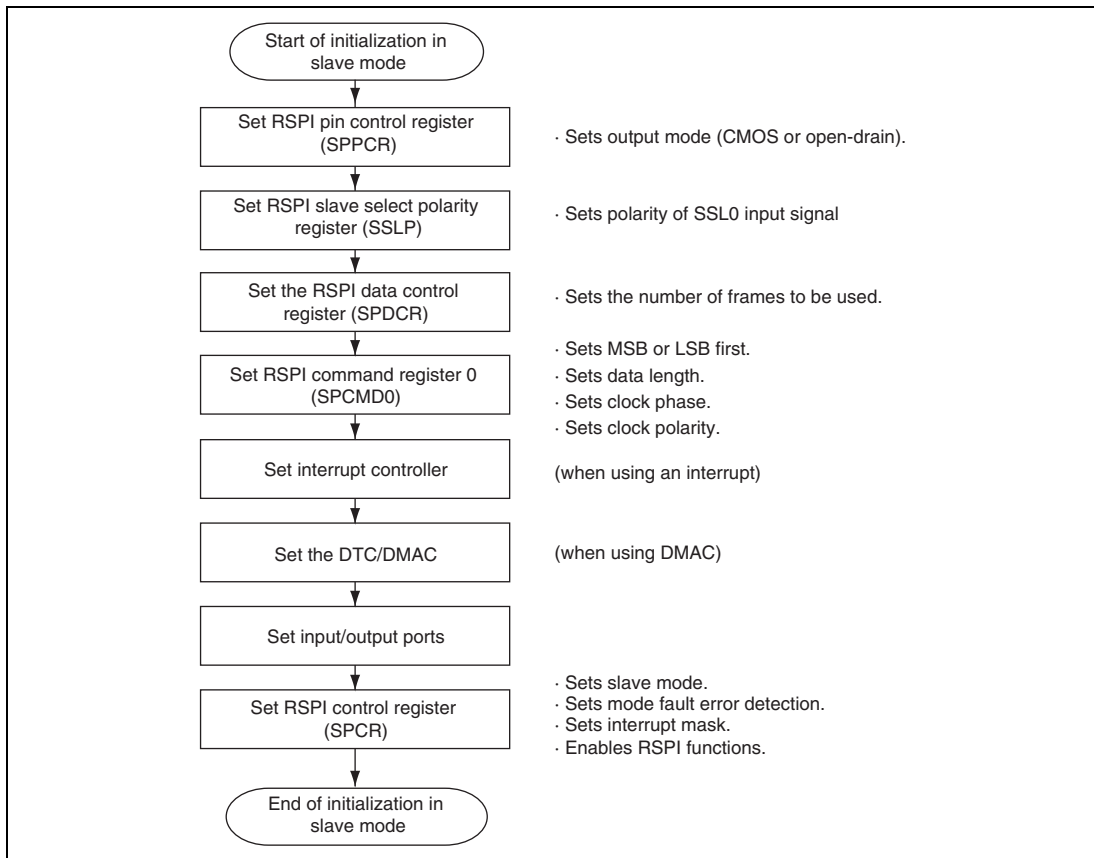 Start of initialization in
slave mode
Set RSPI pin control register
(SPPCR)
· Sets output mode (CMOS or open-drain).
Set RSPI slave select polarity
register (SSLP)
· Sets polarity of SSL0 input signal
Set the RSPI data control
register (SPDCR)
· Sets the number of frames to be used.
Set RSPI command register 0
(SPCMD0)
· Sets MSB or LSB first.
· Sets data length.
· Sets clock phase.
· Sets clock polarity.
Set interrupt controller
(when using an interrupt)
Set the DTC/DMAC
(when using DMAC)
Set input/output ports
Set RSPI control register
(SPCR)
· Sets slave mode.
· Sets mode fault error detection.
· Sets interrupt mask.
· Enables RSPI functions.
End of initialization in
slave mode